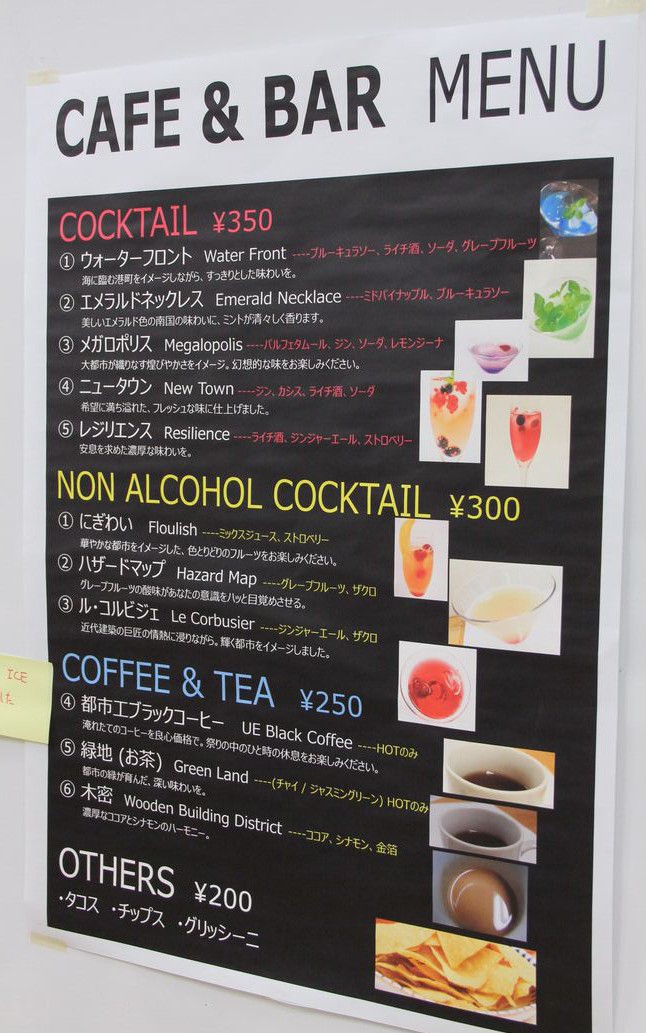 CAFE & BAR MENU
COCKTAIL ¥350
① ウォーターフロント Water Front ----ブルーキュラソー、ライチ酒、ソーダ、グレープフルーツ
海に臨む港町をイメージしながら、すっきりとした味わいを。
② エメラルドネックレス Emerald Necklace ----ミドパイナップル、ブルーキュラソー
美しいエメラルド色の南国の味わいに、ミントが清々しく香ります。
③ メガロポリス Megalopolis ----パルフェタムール、ジン、ソーダ、レモンジーナ
大都市が織りなす煌びやかさをイメージ。幻想的な味をお楽しみください。
④ ニュータウン New Town ----ジン、カシス、ライチ酒、ソーダ
希望に満ち溢れた、フレッシュな味に仕上げました。
⑤ レジリエンス Resilience ----ライチ酒、ジンジャーエール、ストロベリー
安息を求めた濃厚な味わいを。
NON ALCOHOL COCKTAIL ¥300
① にぎわい Floulish ----ミックスジュース、ストロベリー
華やかな都市をイメージした、色とりどりのフルーツをお楽しみください。
② ハザードマップ Hazard Map ----グレープフルーツ、ザクロ
グレープフルーツの酸味があなたの意識をハッと目覚めさせる。
③ ル・コルビジェ Le Corbusier ----ジンジャーエール、ザクロ
近代建築の巨匠の情熱に浸りながら。輝く都市をイメージしました。
ICE
COFFEE & TEA ¥250
④ 都市工ブラックコーヒー UE Black Coffee ----HOTのみ
淹れたてのコーヒーを良心価格で。祭りの中のひと時の休息をお楽しみください。
⑤ 緑地 (お茶) Green Land ----(チャイ / ジャスミングリーン) HOTのみ
都市の緑が育んだ、深い味わいを。
⑥ 木密 Wooden Building District ----ココア、シナモン、金箔
濃厚なココアとシナモンのハーモニー。
OTHERS ¥200
・タコス ・チップス ・グリッシーニ